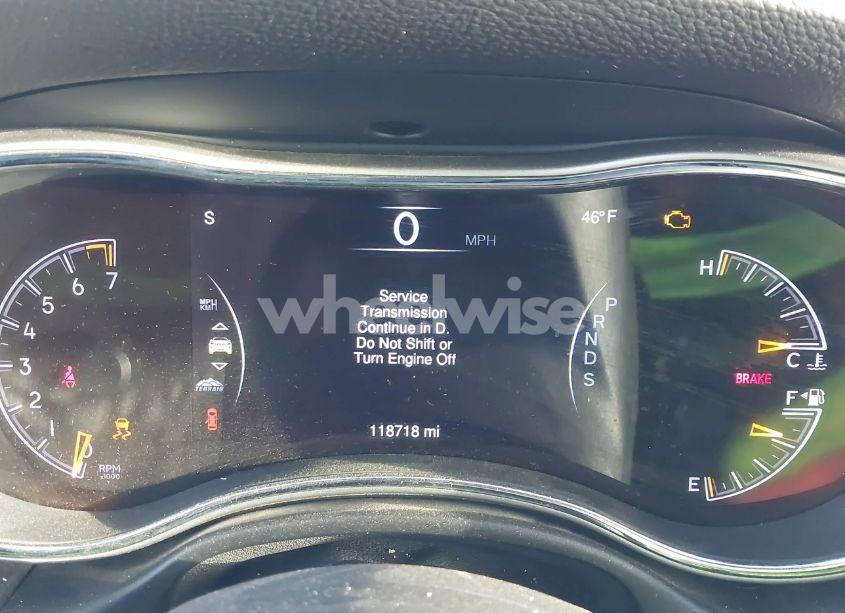 S
0
MPH
46°F
7
6
5
4
3
2
1
0
RPM
x1000
MPH
KM/H
TERRAIN
Service
Transmission
Continue in D.
Do Not Shift or
Turn Engine Off
118718 mi
P
R
N
D
S
H
C
BRAKE
F
E
wheelwise